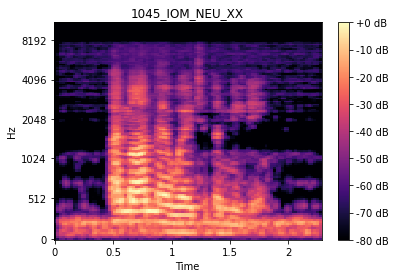 1045_IOM_NEU_XX
8192
4096
2048
1024
512
0
Hz
0
0.5
1
1.5
2
Time
+0 dB
-10 dB
-20 dB
-30 dB
-40 dB
-50 dB
-60 dB
-70 dB
-80 dB